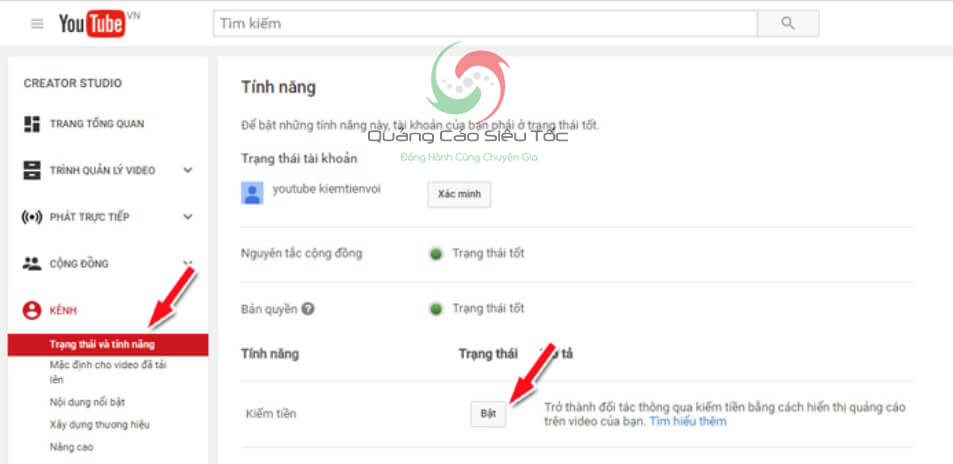 YouTube VN
Tìm kiếm
CREATOR STUDIO
TRANG TỔNG QUAN
TRÌNH QUẢN LÝ VIDEO
PHÁT TRỰC TIẾP
CỘNG ĐỒNG
KÊNH
Trạng thái và tính năng
Mặc định cho video đã tải
lên
Nội dung nổi bật
Xây dựng thương hiệu
Nâng cao
Tính năng
Để bật những tính năng này, tài khoản của bạn phải ở trạng thái tốt.
Quảng Cáo Siêu Tốc
Đồng Hành Cùng Chuyên Gia
Trạng thái tài khoản
youtube kiemtienvoi
Xác minh
Nguyên tắc cộng đồng
Trạng thái tốt
Bản quyền ?
Trạng thái tốt
Tính năng Trạng thái tả
Kiếm tiền
Bật
Trở thành đối tác thông qua kiếm tiền bằng cách hiển thị quảng cáo
trên video của bạn. Tìm hiểu thêm